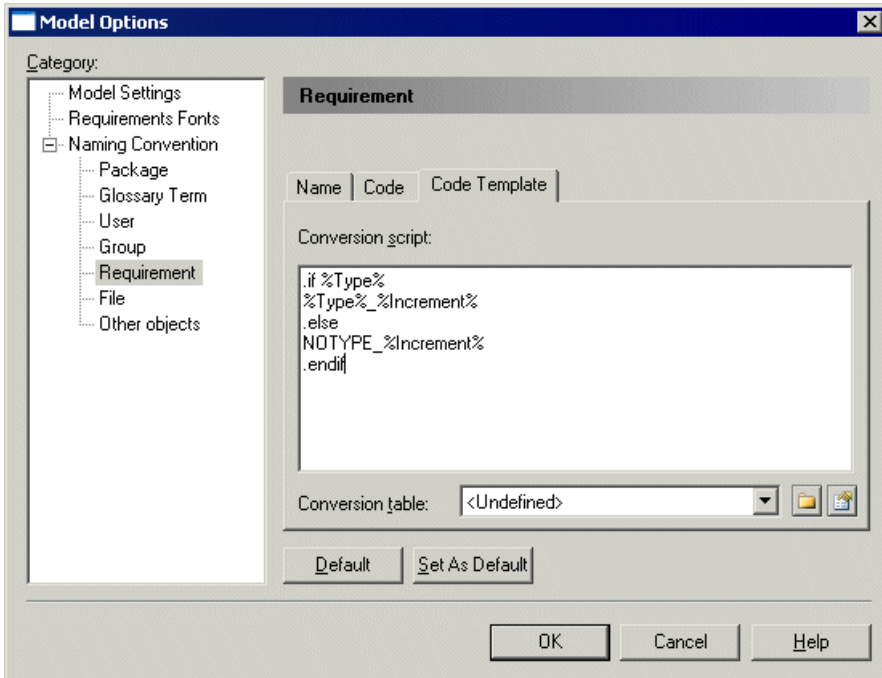 Model Options
Category:
Model Settings
Requirements Fonts
Naming Convention
Package
Glossary Term
User
Group
Requirement
File
Other objects
Requirement
Name
Code
Code Template
Conversion script:
.if %Type%
%Type%_%Increment%
.else
NOTYPE_%Increment%
.endif
Conversion table:
<Undefined>
Default
Set As Default
OK
Cancel
Help